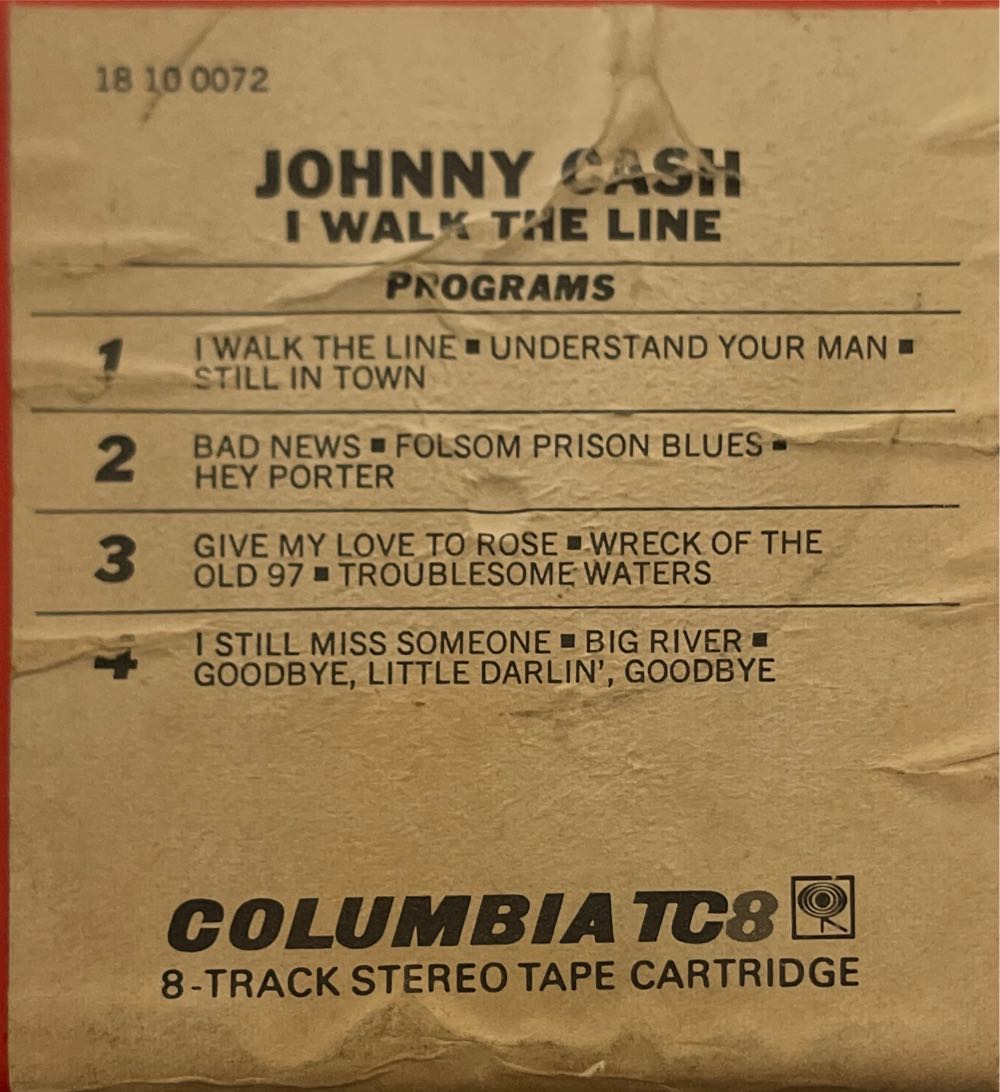 18 10 0072
JOHNNY CASH
I WALK THE LINE
PROGRAMS
1 I WALK THE LINE ■ UNDERSTAND YOUR MAN ■
STILL IN TOWN
2 BAD NEWS ■ FOLSOM PRISON BLUES ■
HEY PORTER
3 GIVE MY LOVE TO ROSE ■ WRECK OF THE
OLD 97 ■ TROUBLESOME WATERS
4 I STILL MISS SOMEONE ■ BIG RIVER ■
GOODBYE, LITTLE DARLIN', GOODBYE
COLUMBIA TC8
8-TRACK STEREO TAPE CARTRIDGE